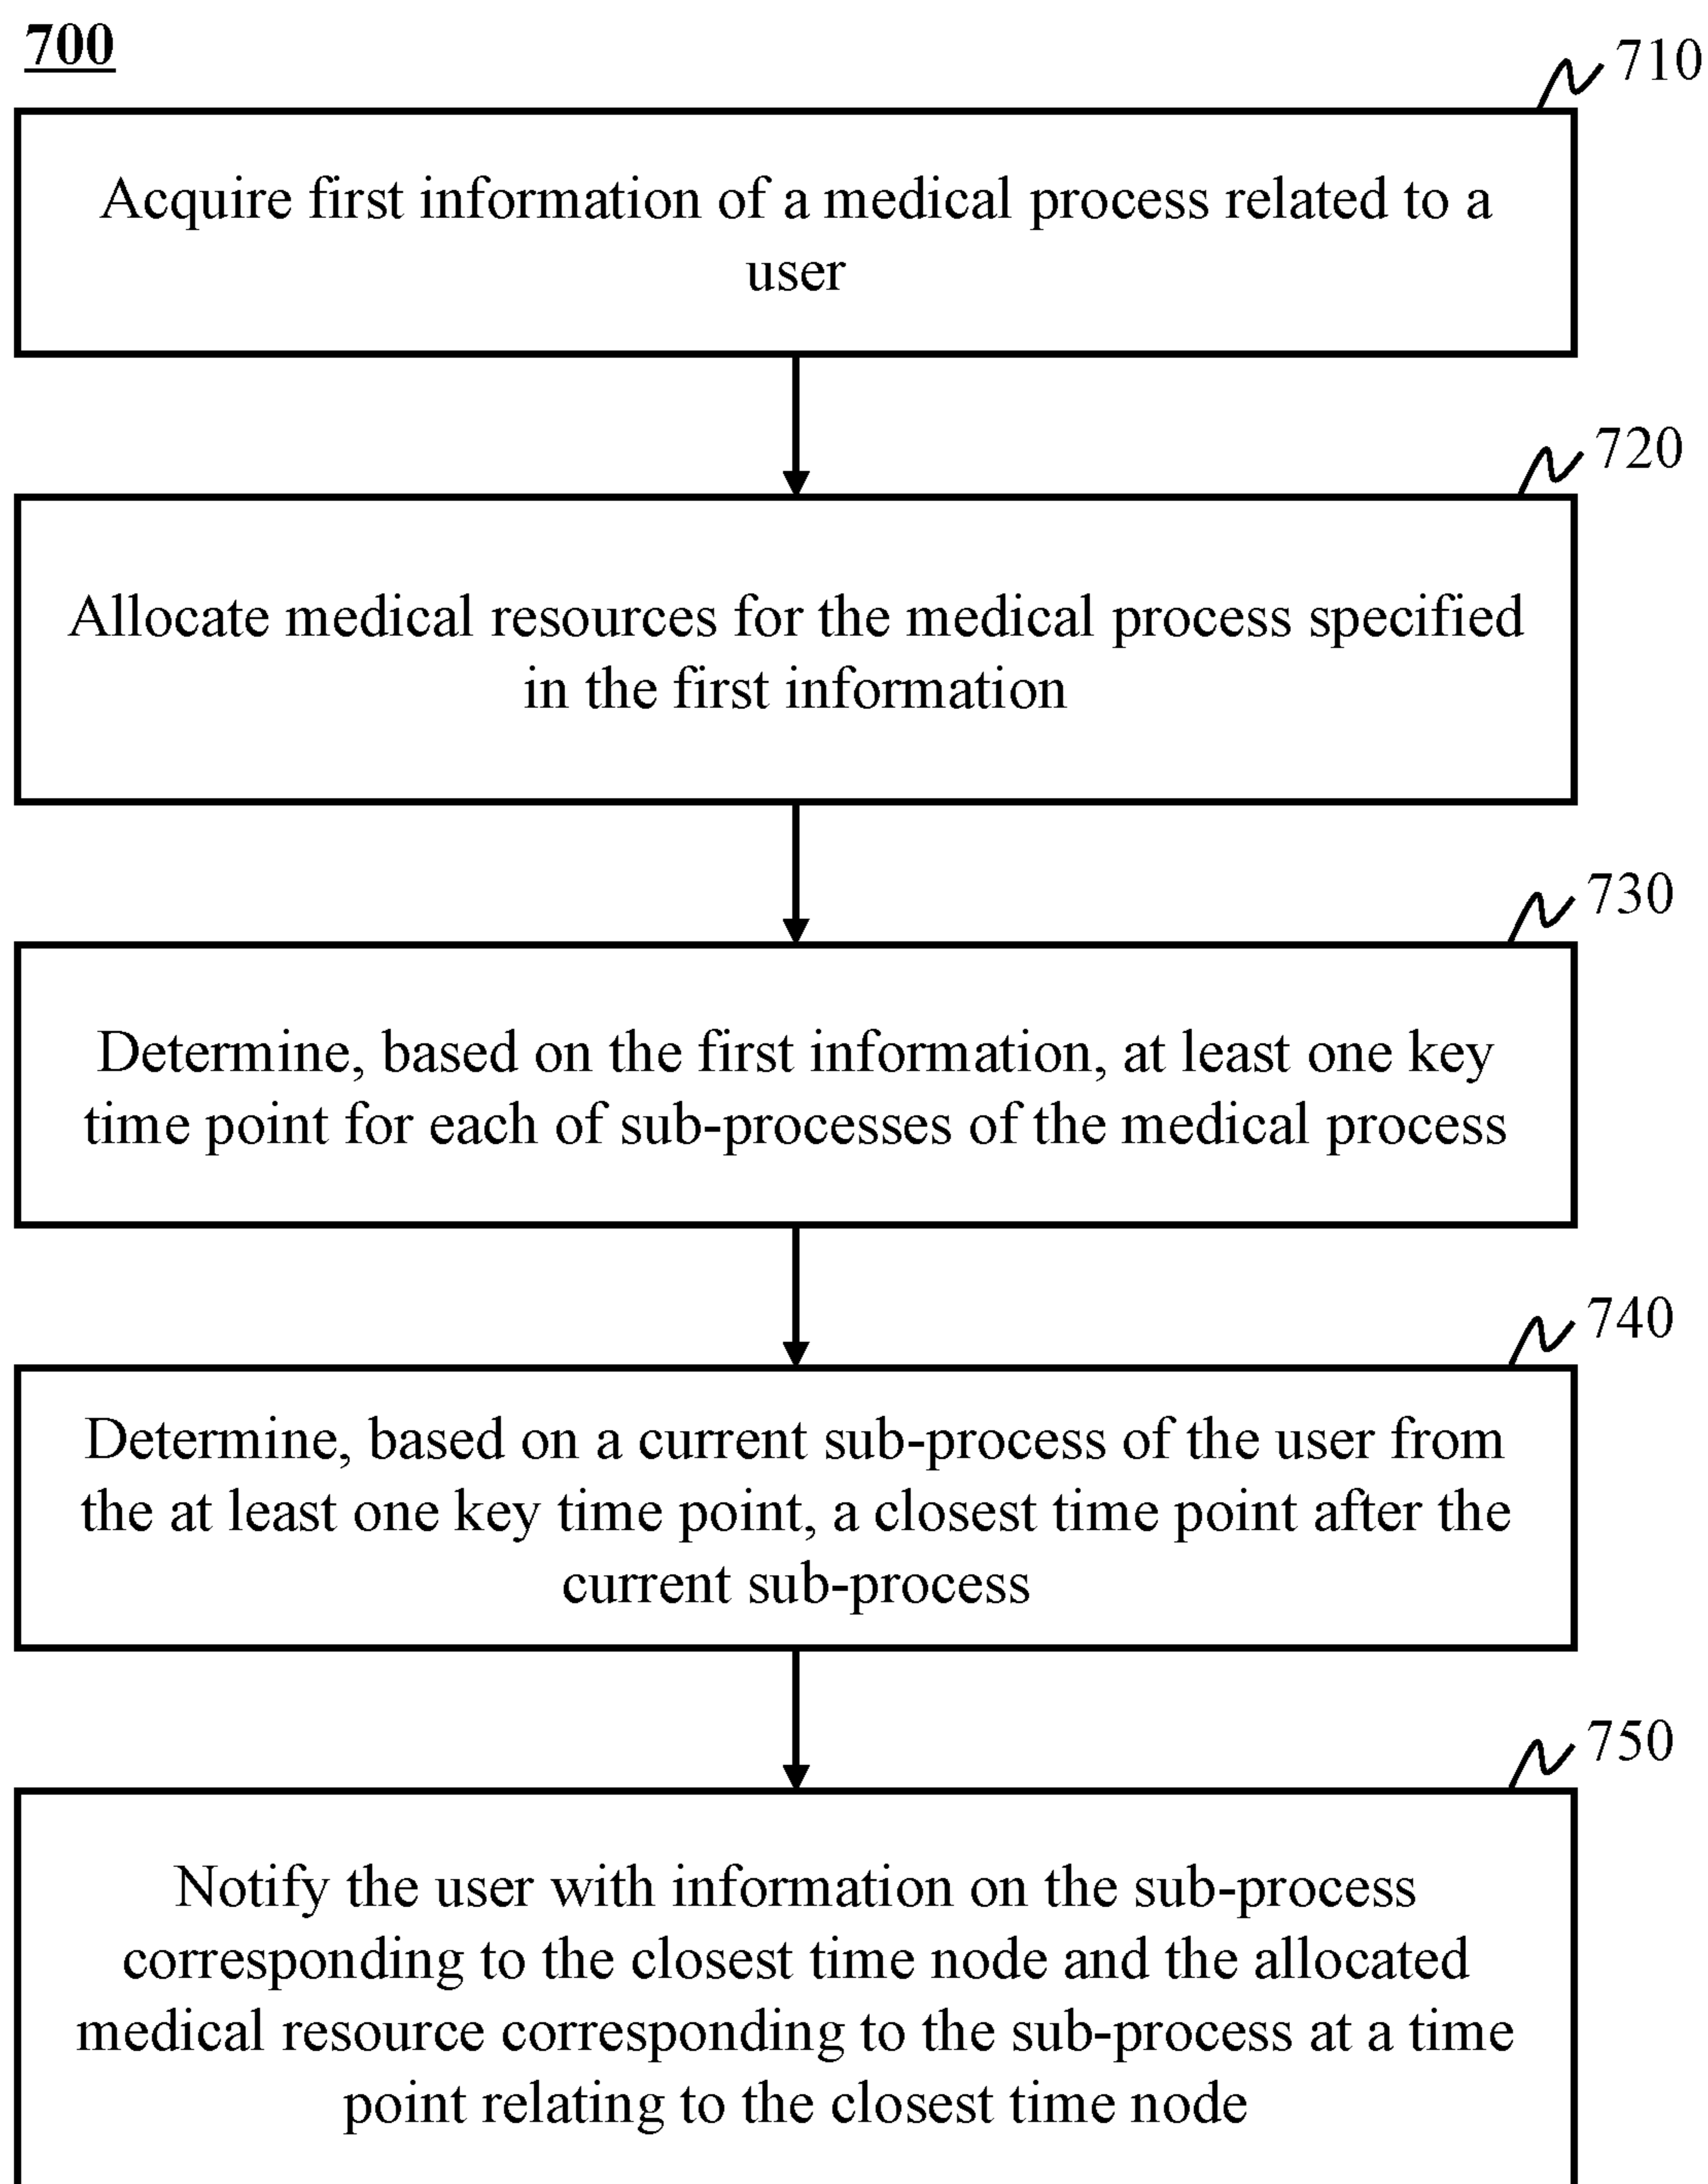 700
710
Acquire first information of a medical process related to a
user
720
Allocate medical resources for the medical process specified
in the first information
730
Determine, based on the first information, at least one key
time point for each of sub-processes of the medical process
740
Determine, based on a current sub-process of the user from
the at least one key time point, a closest time point after the
current sub-process
750
Notify the user with information on the sub-process
corresponding to the closest time node and the allocated
medical resource corresponding to the sub-process at a time
point relating to the closest time node